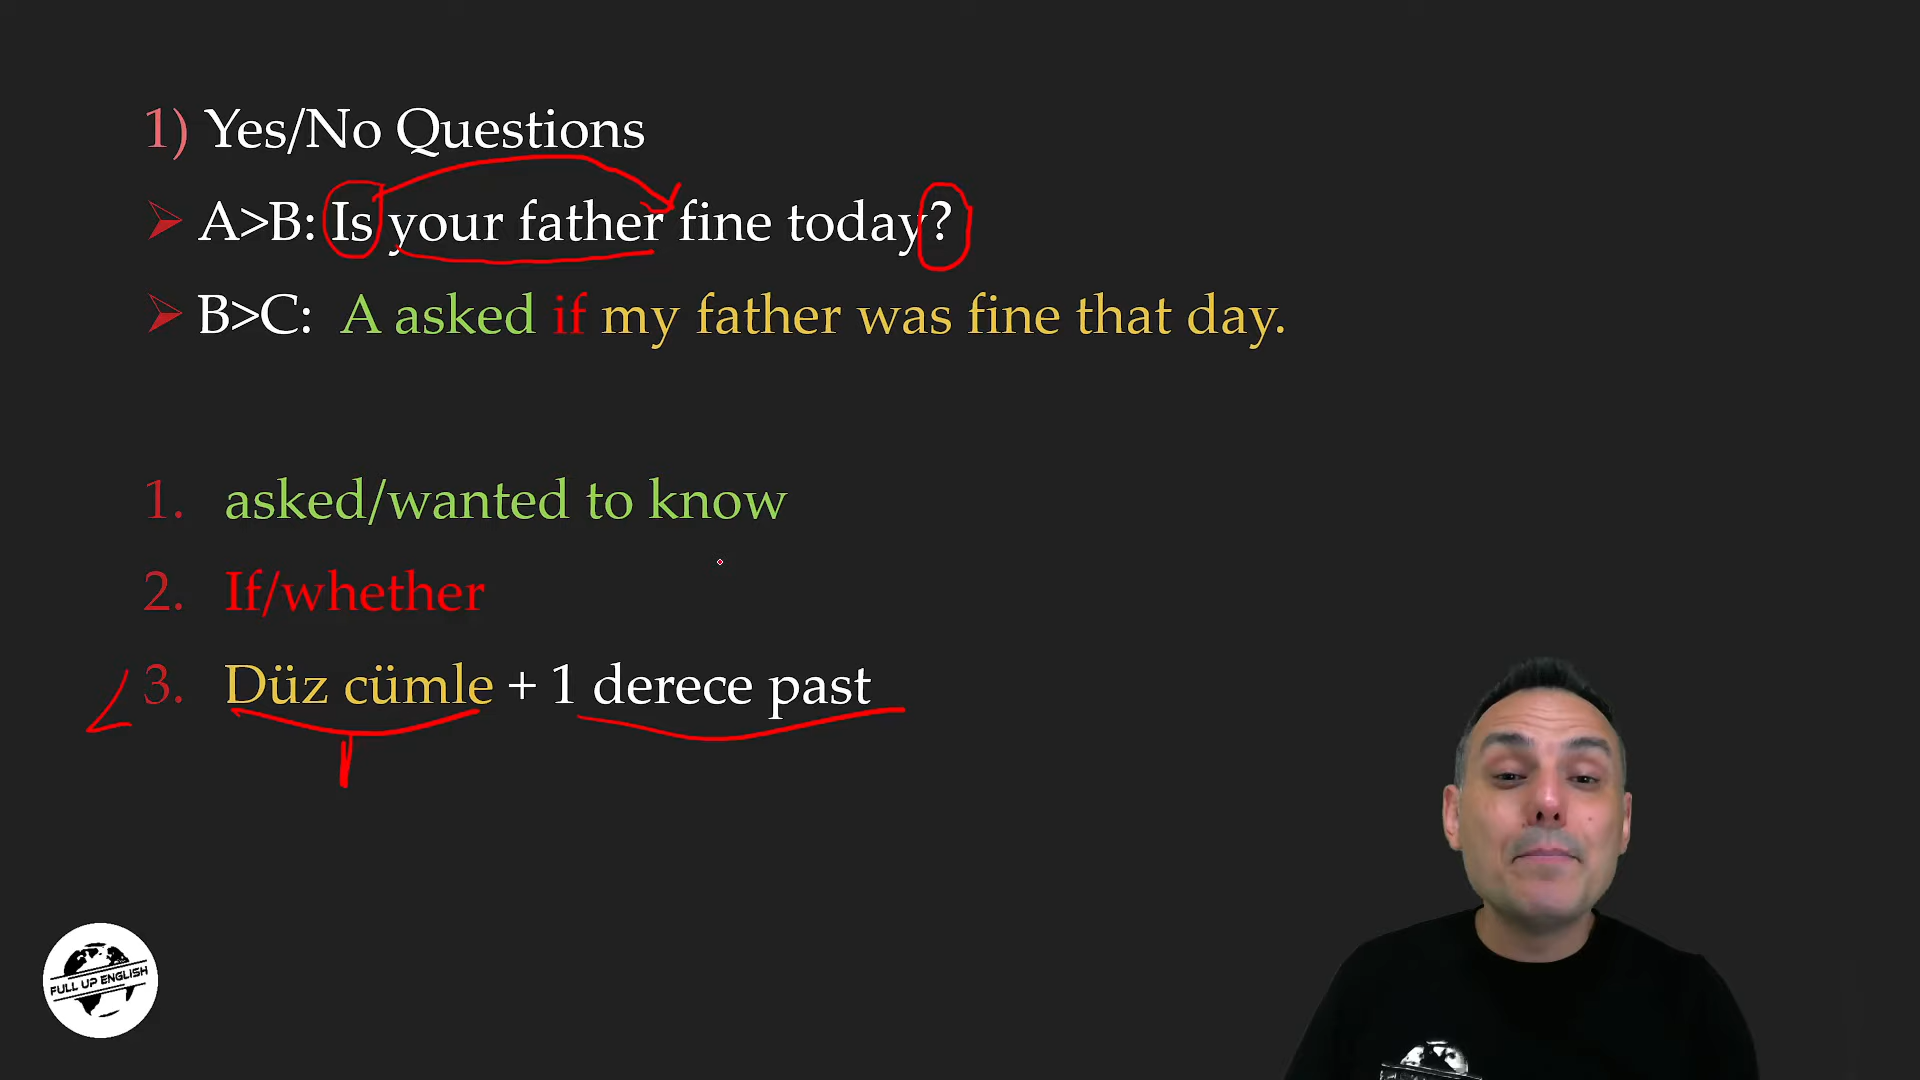 1) Yes/No Questions
A>B: Is your father fine today?
B>C: A asked if my father was fine that day.
1. asked/wanted to know
2. If/whether
3. Düz cümle + 1 derece past
FULL UP ENGLISH